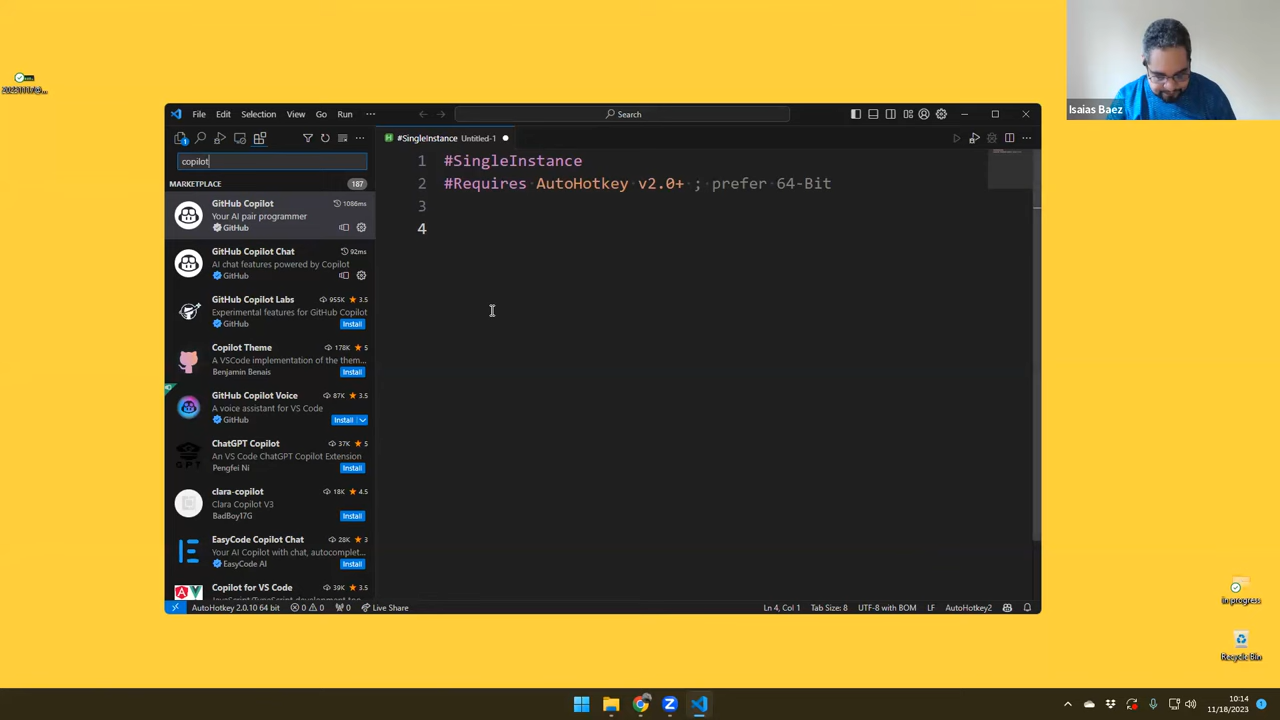 Isaias Baez
File Edit Selection View Go Run ...
Search
#SingleInstance Untitled-1
copilot
MARKETPLACE 187
GitHub Copilot 1086ms
Your AI pair programmer
GitHub
GitHub Copilot Chat 92ms
AI chat features powered by Copilot
GitHub
GitHub Copilot Labs 955K 3.5
Experimental features for GitHub Copilot
GitHub Install
Copilot Theme 178K 5
A VSCode implementation of the them...
Benjamin Benais Install
GitHub Copilot Voice 87K 3.5
A voice assistant for VS Code
GitHub Install
ChatGPT Copilot 37K 5
An VS Code ChatGPT Copilot Extension
Pengfei Ni Install
clara-copilot 18K 4.5
Clara Copilot V3
BadBoy17G Install
EasyCode Copilot Chat 28K 3
Your AI Copilot with chat, autocomplet...
EasyCode AI Install
Copilot for VS Code 39K 3.5
1 #SingleInstance
2 #Requires AutoHotkey v2.0+ ; prefer 64-Bit
3
4
AutoHotkey 2.0.10 64 bit 0 0 0 Live Share
Ln 4, Col 1 Tab Size: 8 UTF-8 with BOM LF AutoHotkey2
In progress
Recycle Bin
10:14
11/18/2023